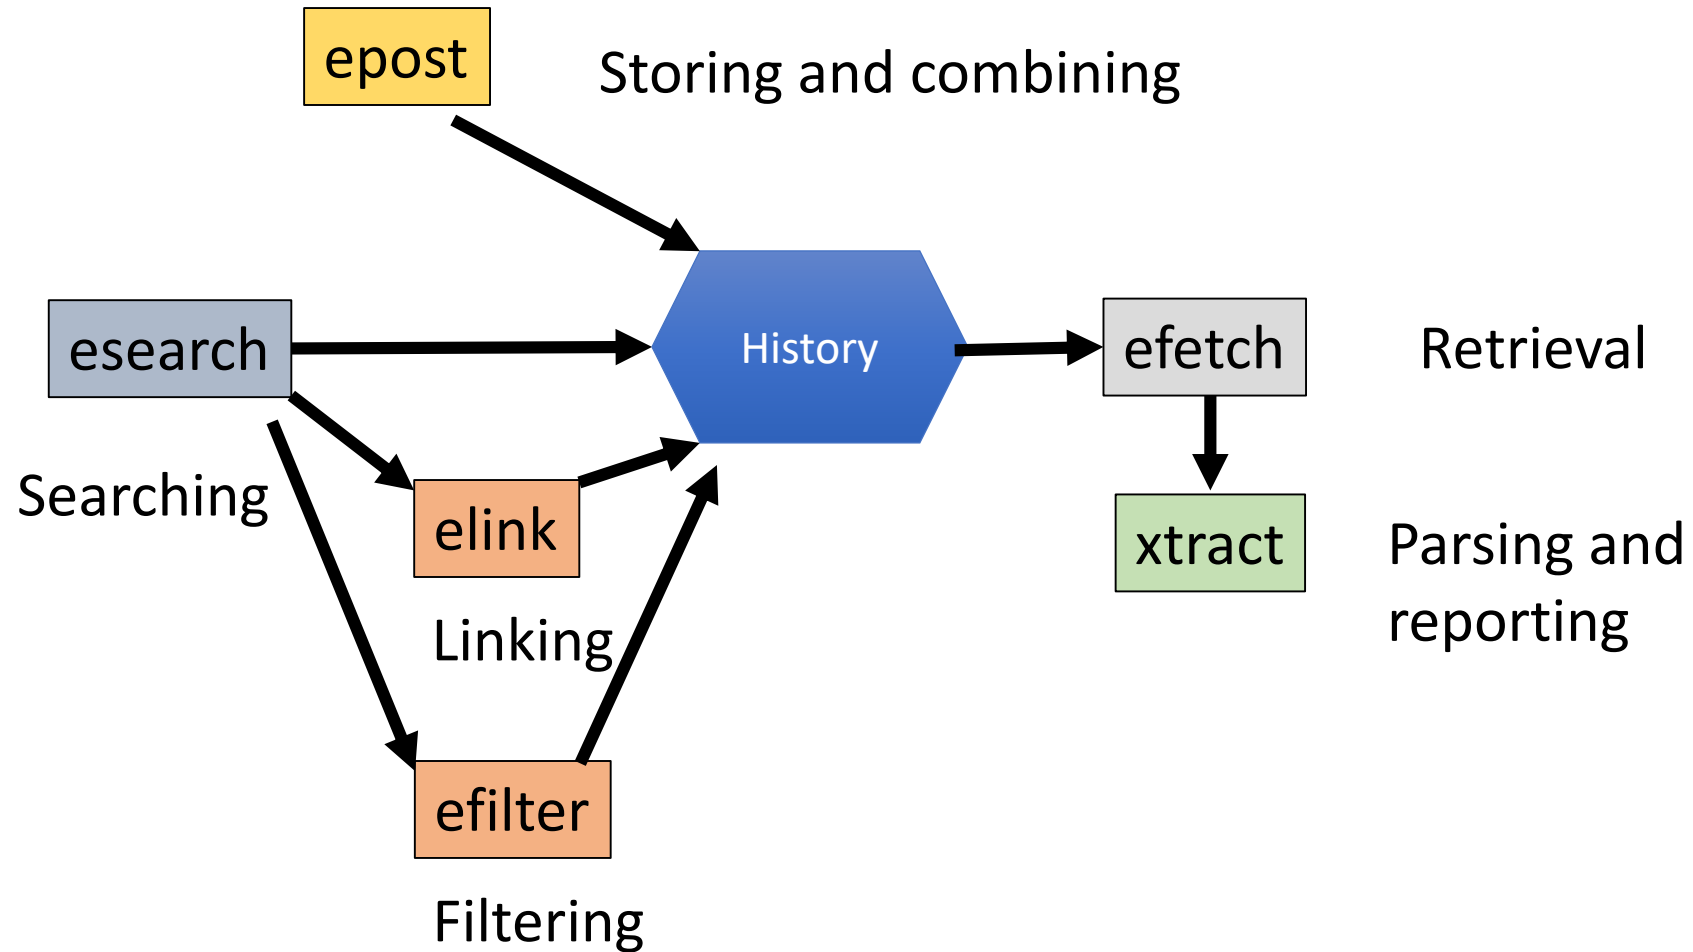 epost
Storing and combining
esearch
History
efetch
Retrieval
Searching
elink
xtract
Parsing and
reporting
Linking
efilter
Filtering